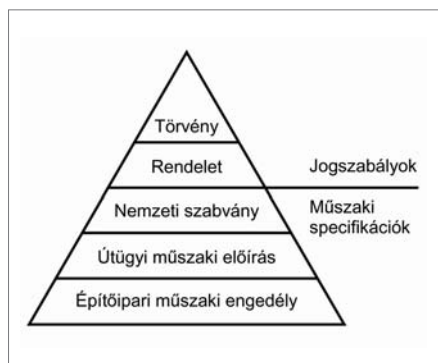 Törvény
Rendelet
Jogszabályok
Nemzeti szabvány
Műszaki
specifikációk
Útügyi műszaki előírás
Építőipari műszaki engedély